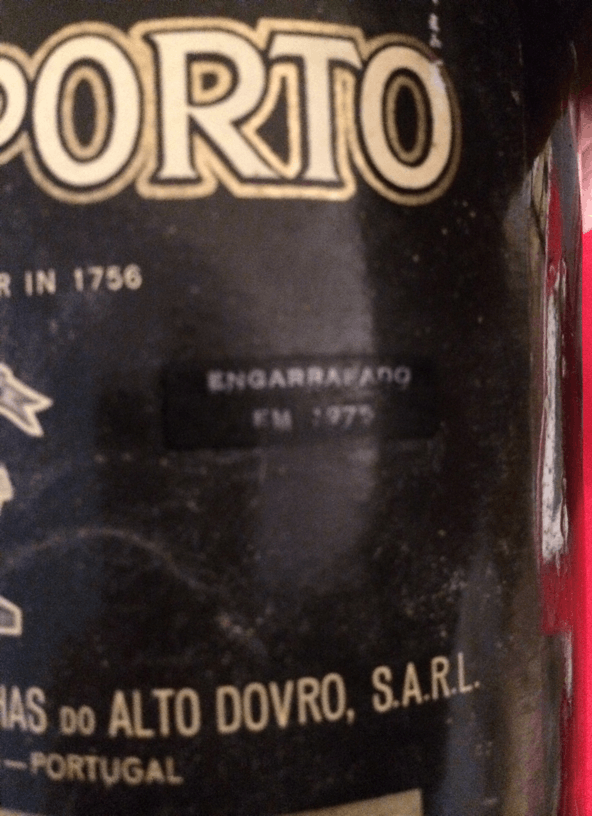 PORTO
R IN 1756
ENGARRAFADO
EM 1975
HAS DO ALTO DOVRO, S.A.R.L.
—PORTUGAL